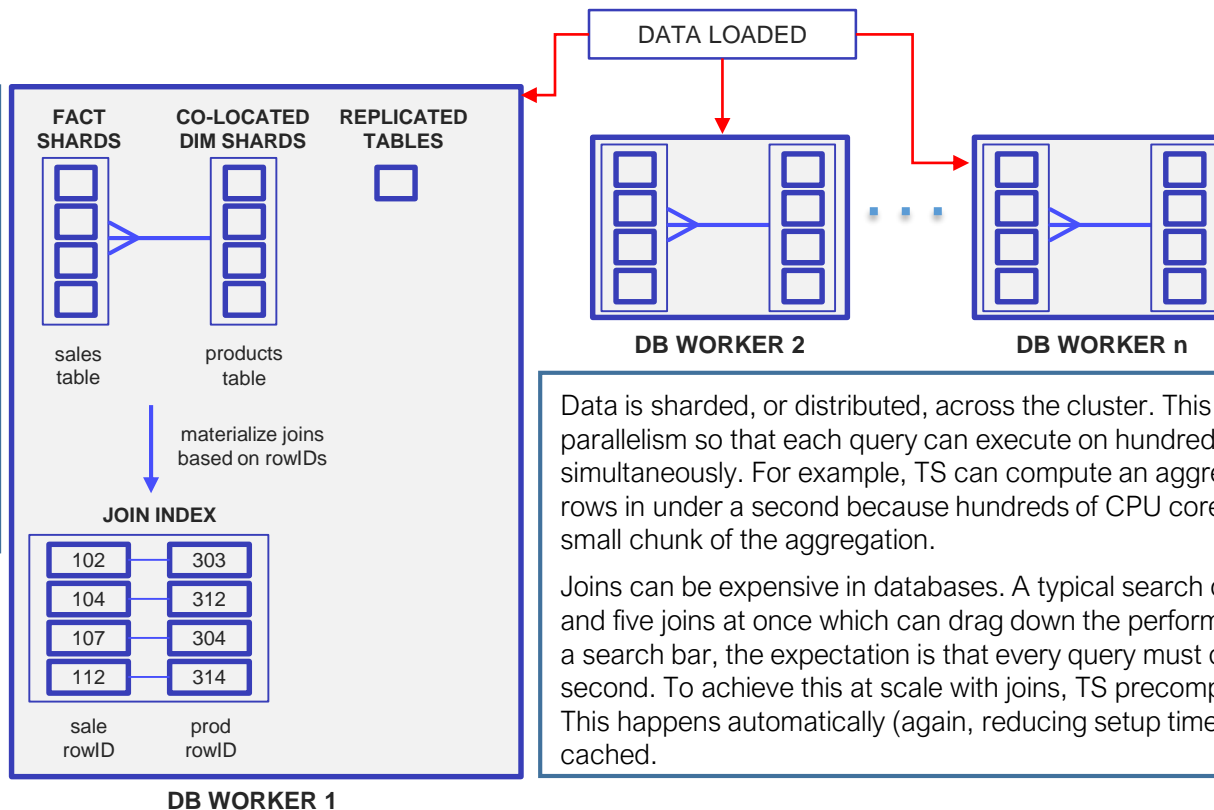 DATA LOADED
FACT
SHARDS
CO-LOCATED
DIM SHARDS
REPLICATED
TABLES
sales
table
products
table
materialize joins
based on rowIDs
JOIN INDEX
102 303
104 312
107 304
112 314
sale
rowID
prod
rowID
DB WORKER 1
DB WORKER 2
DB WORKER n
Data is sharded, or distributed, across the cluster. This
parallelism so that each query can execute on hundred
simultaneously. For example, TS can compute an aggre
rows in under a second because hundreds of CPU core
small chunk of the aggregation.
Joins can be expensive in databases. A typical search
and five joins at once which can drag down the perform
a search bar, the expectation is that every query must
second. To achieve this at scale with joins, TS precomp
This happens automatically (again, reducing setup time
cached.